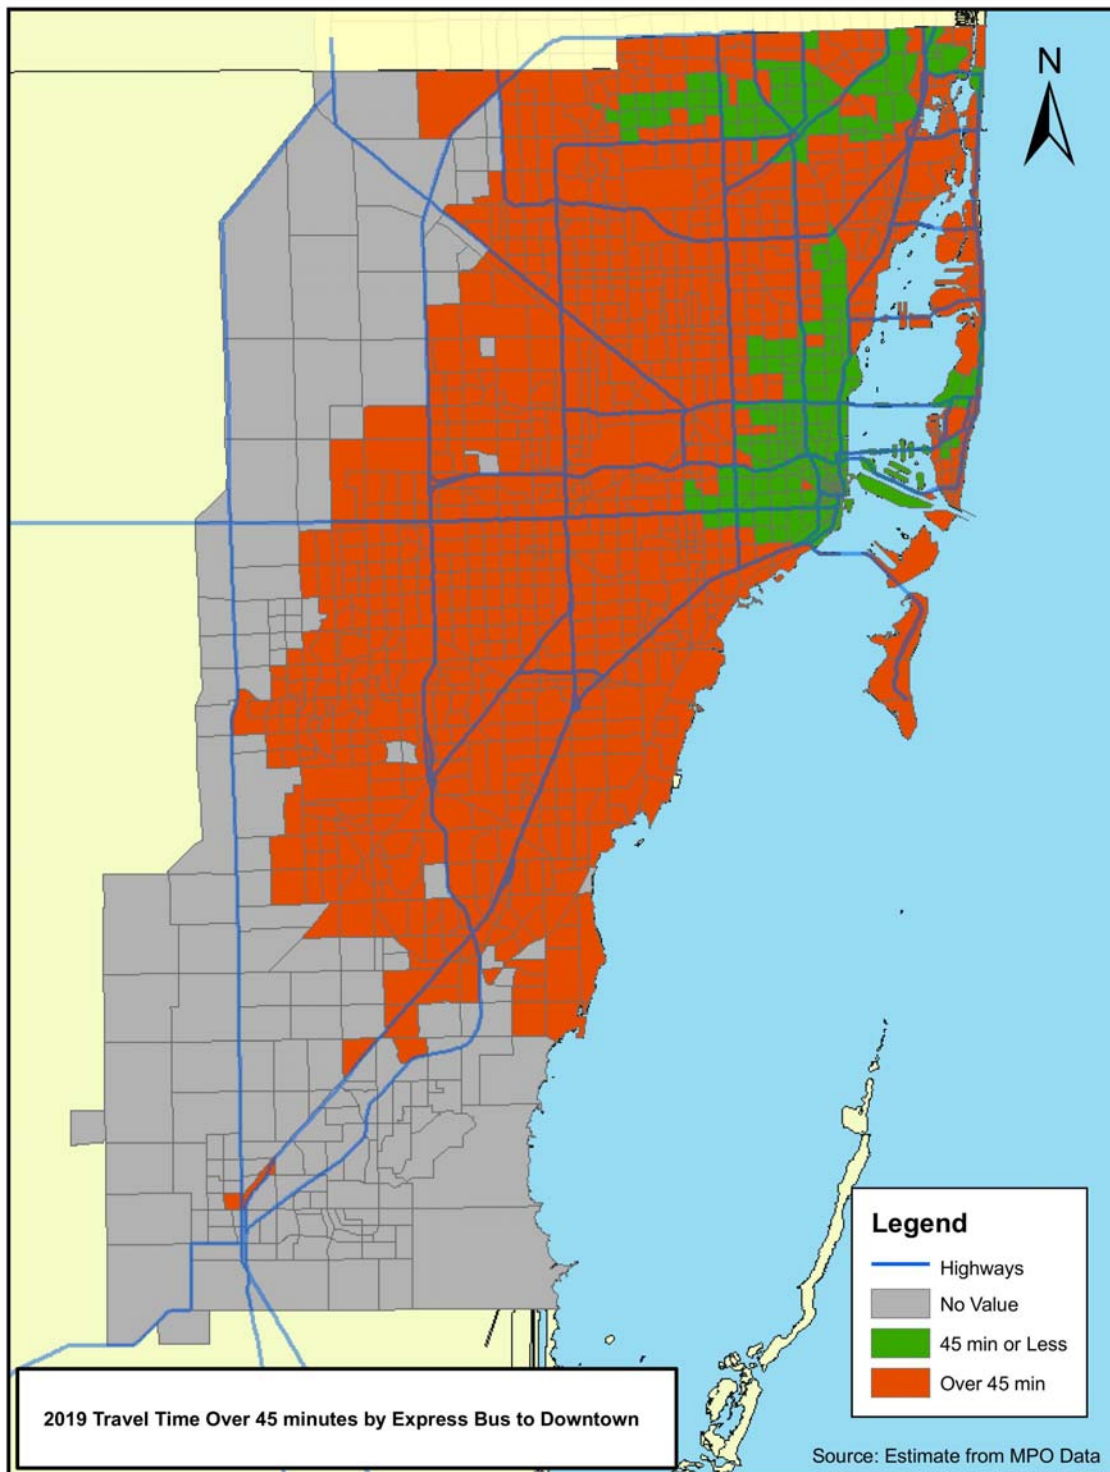 N
Legend
Highways
No Value
45 min or Less
Over 45 min
2019 Travel Time Over 45 minutes by Express Bus to Downtown
Source: Estimate from MPO Data